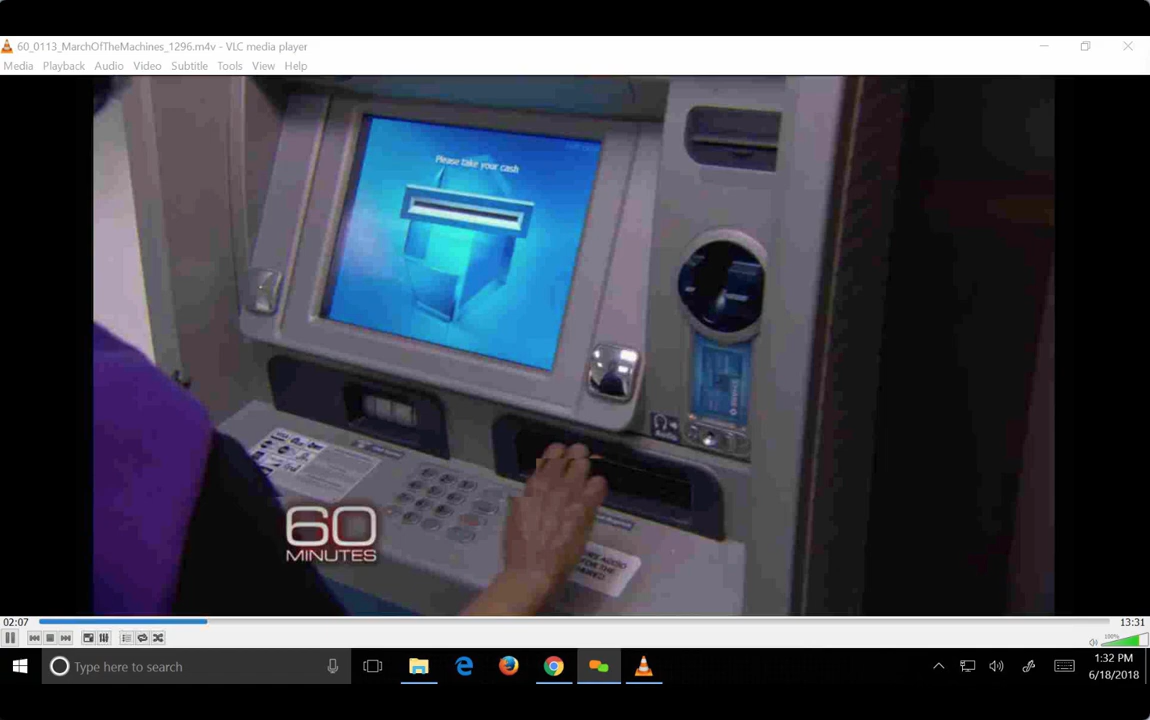 60_0113_MarchOfTheMachines_1296.m4v - VLC media player
Media Playback Audio Video Subtitle Tools View Help
Please take your cash
60
MINUTES
02:07
13:31
100%
Type here to search
1:32 PM
6/18/2018